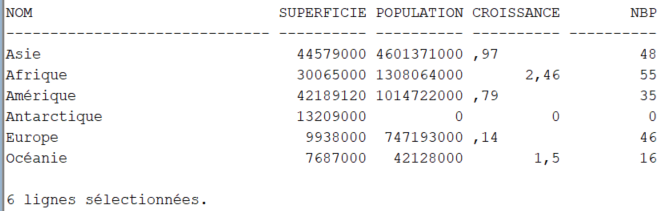 NOM                            SUPERFICIE POPULATION CROISSANCE        NBP
------------------------------ ---------- ---------- ---------- ----------
Asie                             44579000 4601371000 ,97                48
Afrique                          30065000 1308064000       2,46         55
Amérique                         42189120 1014722000 ,79                35
Antarctique                      13209000          0          0          0
Europe                            9938000  747193000 ,14                46
Océanie                           7687000   42128000        1,5         16
6 lignes sélectionnées.